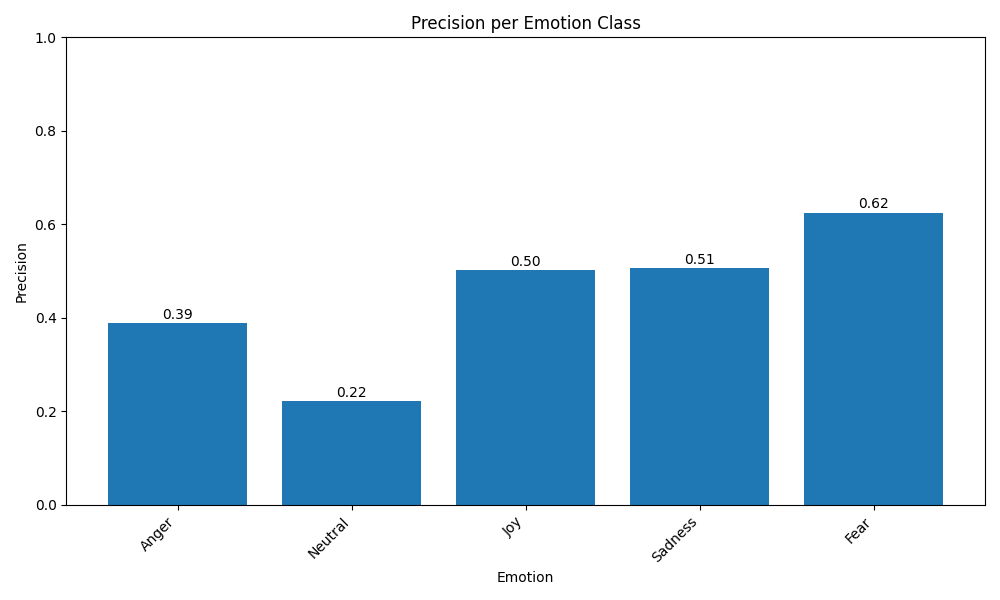 Precision per Emotion Class
1.0
0.8
0.6
0.4
0.2
0.0
Precision
0.39
0.22
0.50
0.51
0.62
Anger
Neutral
Joy
Sadness
Fear
Emotion